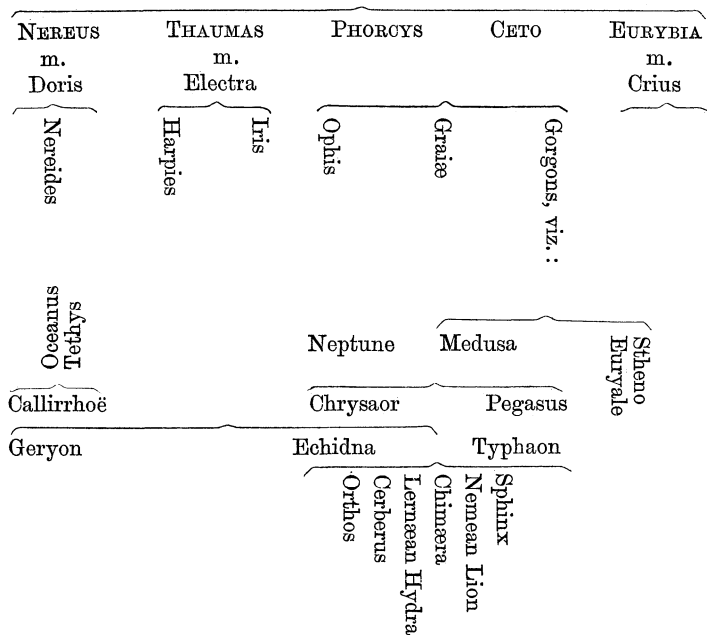 NEREUS
m.
Doris
THAUMAS
m.
Electra
PHORCYS
CETO
EURYBIA
m.
Crius
Nereides
Harpies
Iris
Ophis
Graiæ
Gorgons, viz. :
Oceanus
Tethys
Neptune
Medusa
Stheno
Euryale
Callirrhoë
Chrysaor
Pegasus
Geryon
Echidna
Typhaon
Orthos
Cerberus
Lernæan Hydra
Chimæra
Nemean Lion
Sphinx